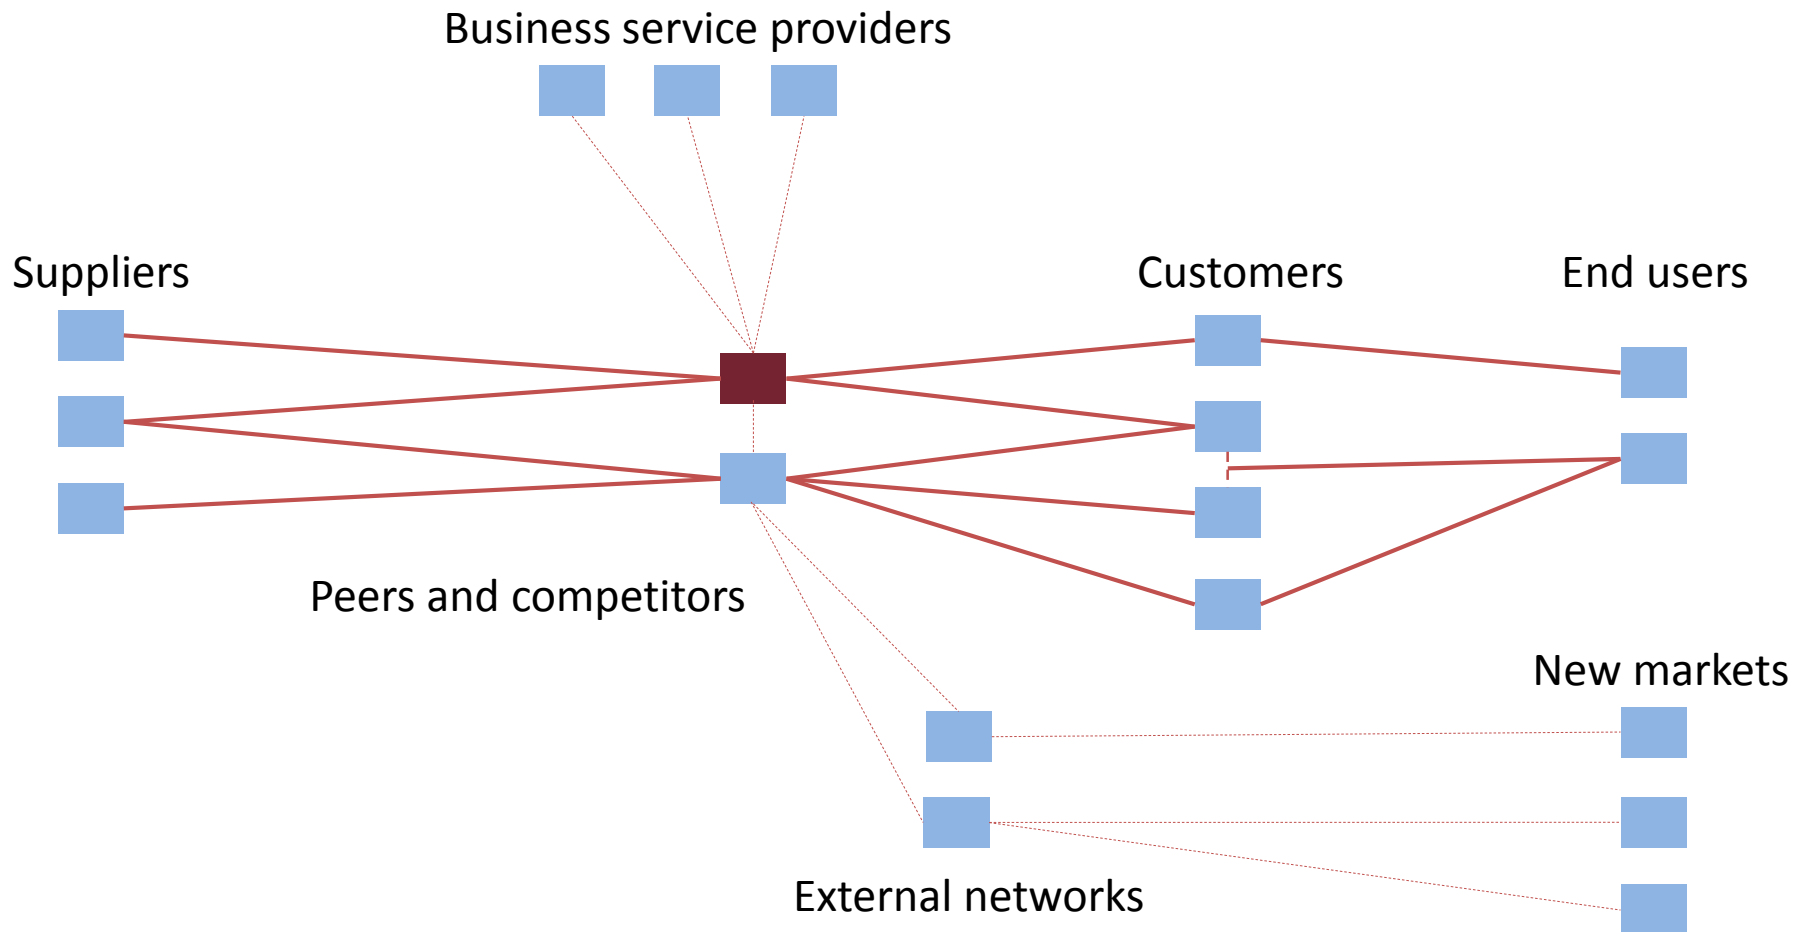 Business service providers
Suppliers
Customers
End users
Peers and competitors
New markets
External networks